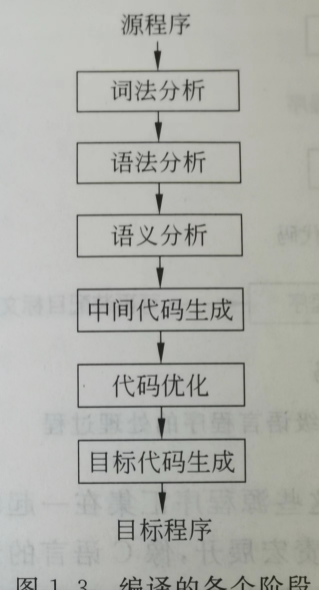 源程序
词法分析
语法分析
语义分析
中间代码生成
代码优化
目标代码生成
目标程序
图1.3 编译的各个阶段